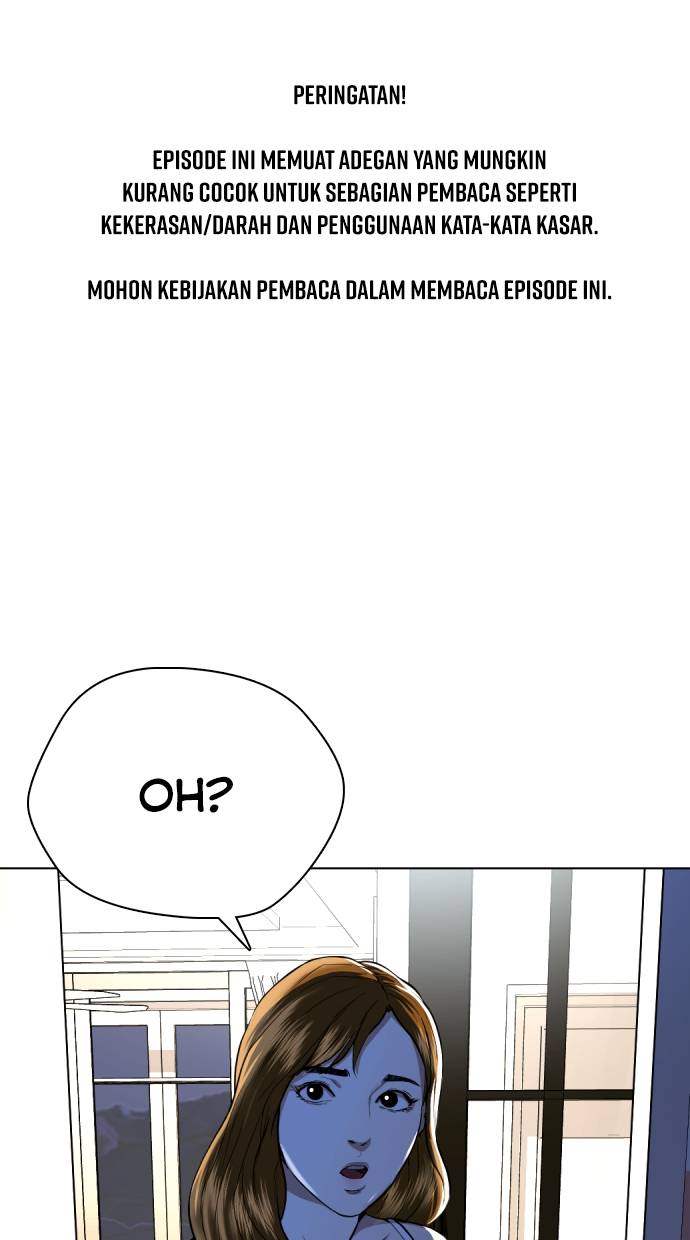 PERINGATAN!
EPISODE INI MEMUAT ADEGAN YANG MUNGKIN
KURANG COCOK UNTUK SEBAGIAN PEMBACA SEPERTI
KEKERASAN/DARAH DAN PENGGUNAAN KATA-KATA KASAR.
MOHON KEBIJAKAN PEMBACA DALAM MEMBACA EPISODE INI.
OH?